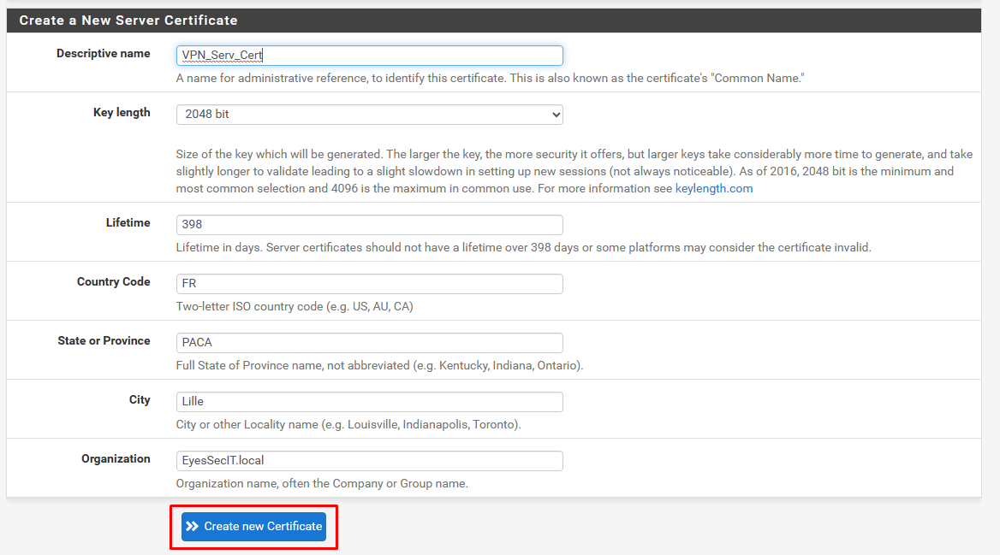 Create a New Server Certificate
Descriptive name
VPN_Serv_Cert
A name for administrative reference, to identify this certificate. This is also known as the certificate's "Common Name."
Key length
2048 bit
Size of the key which will be generated. The larger the key, the more security it offers, but larger keys take considerably more time to generate, and take
slightly longer to validate leading to a slight slowdown in setting up new sessions (not always noticeable). As of 2016, 2048 bit is the minimum and
most common selection and 4096 is the maximum in common use. For more information see keylength.com
Lifetime
398
Lifetime in days. Server certificates should not have a lifetime over 398 days or some platforms may consider the certificate invalid.
Country Code
FR
Two-letter ISO country code (e.g. US, AU, CA)
State or Province
PACA
Full State of Province name, not abbreviated (e.g. Kentucky, Indiana, Ontario).
City
Lille
City or other Locality name (e.g. Louisville, Indianapolis, Toronto).
Organization
EyesSecIT.local
Organization name, often the Company or Group name.
Create new Certificate